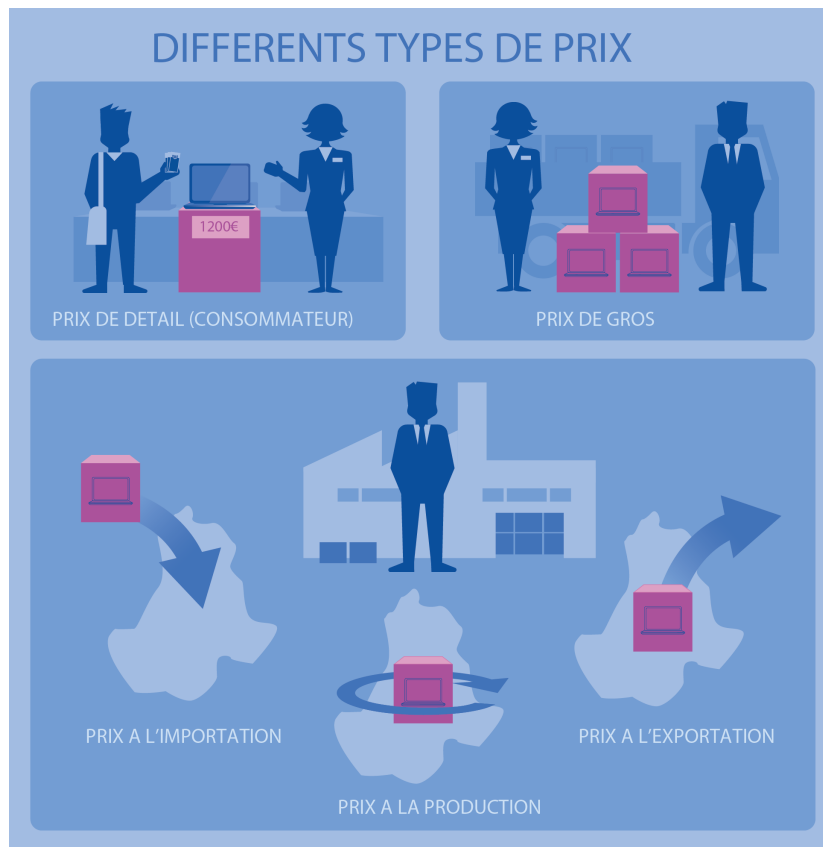 DIFFERENTS TYPES DE PRIX
1200€
PRIX DE DETAIL (CONSOMMATEUR)
PRIX DE GROS
PRIX A L’IMPORTATION
PRIX A L’EXPORTATION
PRIX A LA PRODUCTION